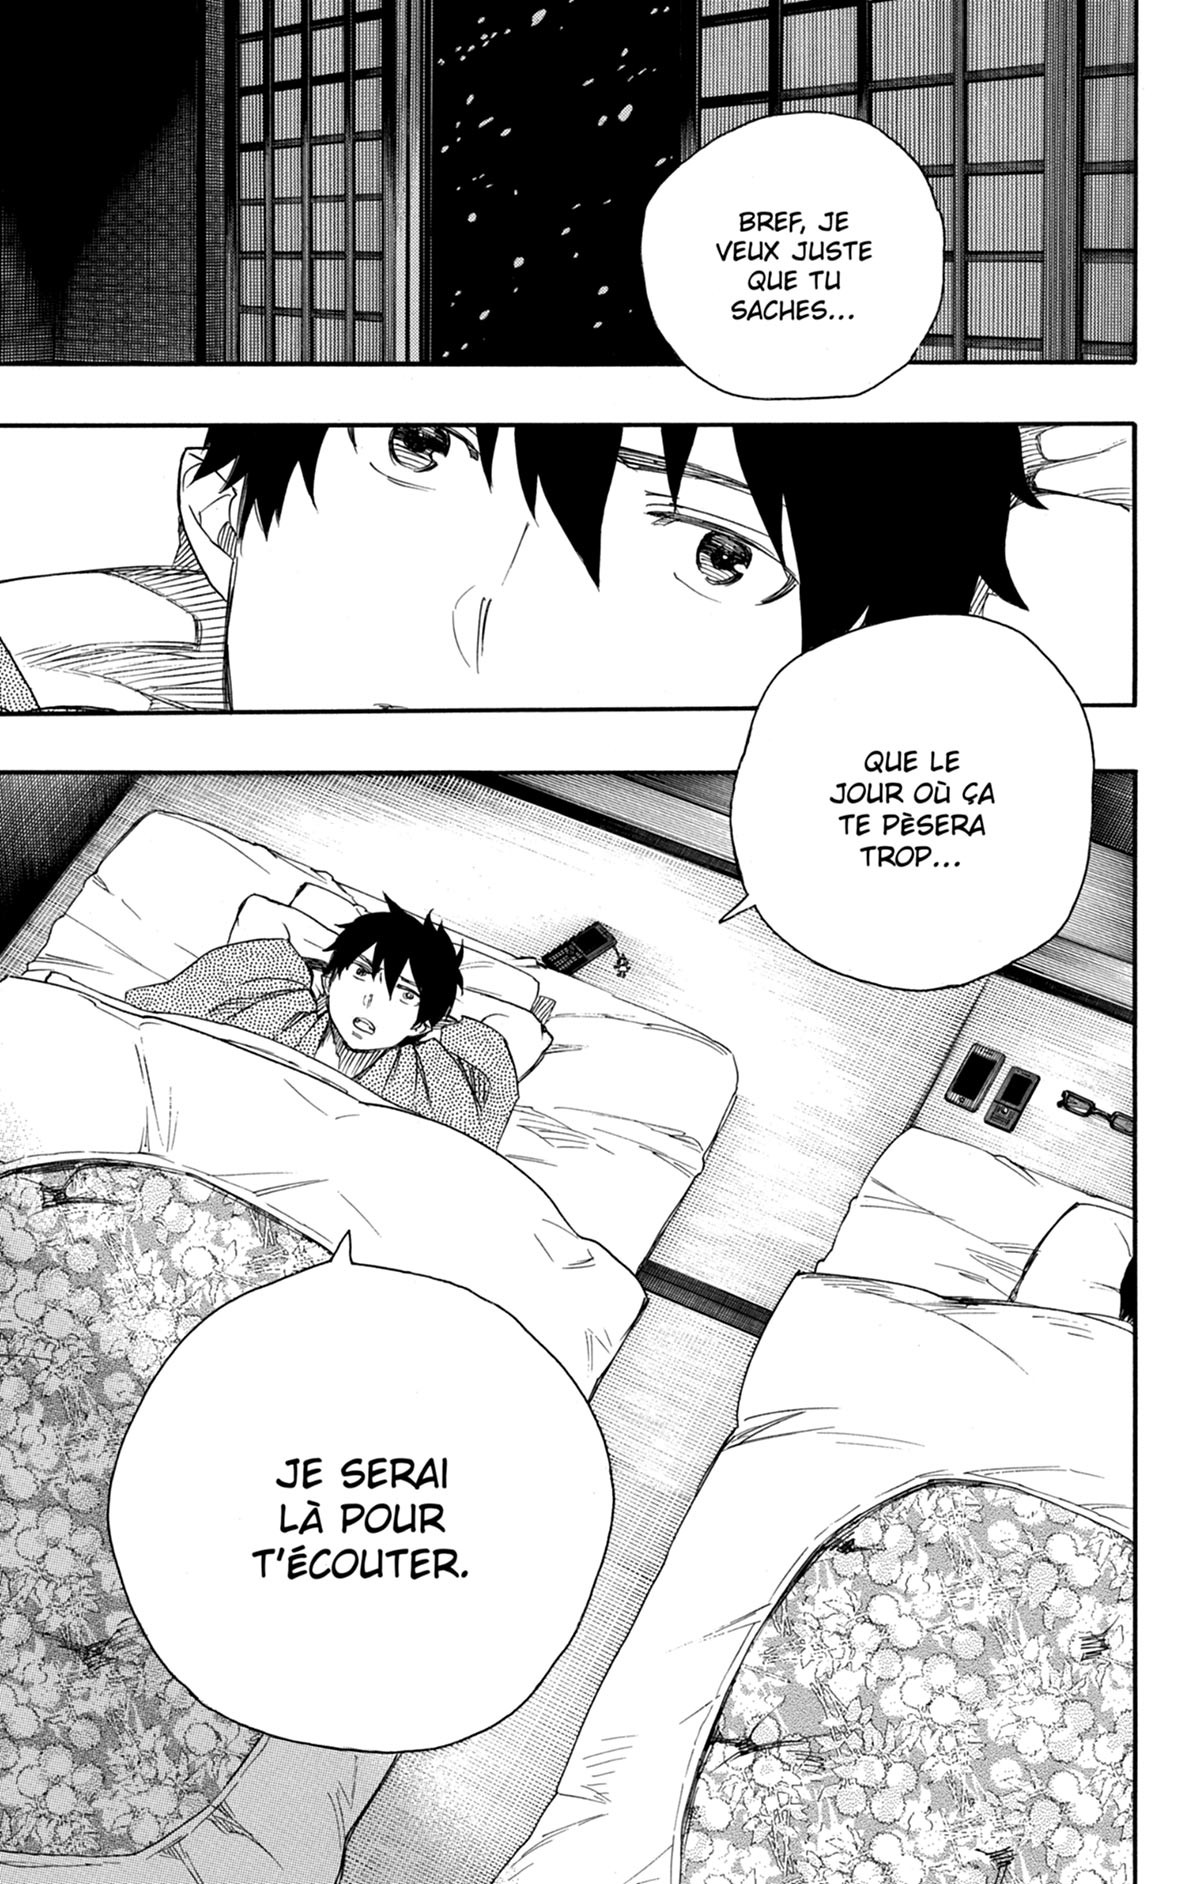 BREF, JE
VEUX JUSTE
QUE TU
SACHES...
QUE LE
JOUR OÙ ÇA
TE PÈSERA
TROP...
JE SERAI
LÀ POUR
T'ÉCOUTER.